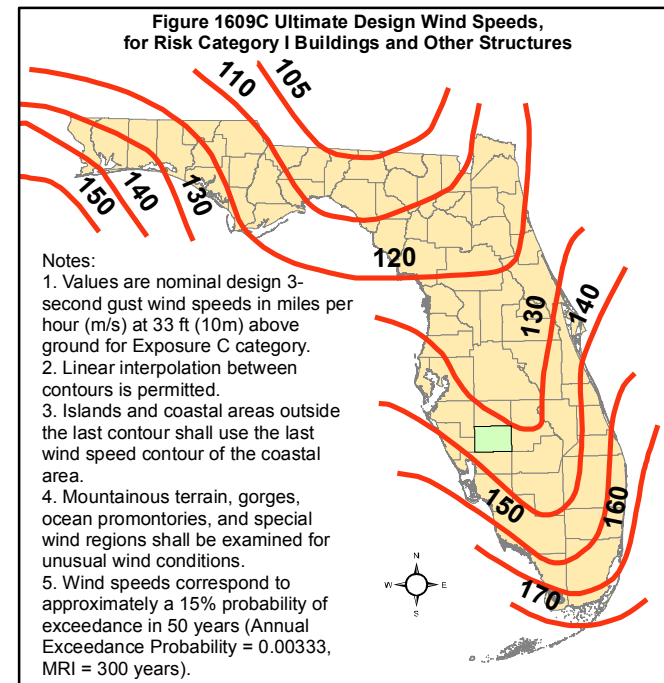 Figure 1609C Ultimate Design Wind Speeds,
for Risk Category I Buildings and Other Structures
105
110
120
130
140
150
130
140
150
160
170
Notes:
1. Values are nominal design 3-
second gust wind speeds in miles per
hour (m/s) at 33 ft (10m) above
ground for Exposure C category.
2. Linear interpolation between
contours is permitted.
3. Islands and coastal areas outside
the last contour shall use the last
wind speed contour of the coastal
area.
4. Mountainous terrain, gorges,
ocean promontories, and special
wind regions shall be examined for
unusual wind conditions.
5. Wind speeds correspond to
approximately a 15% probability of
exceedance in 50 years (Annual
Exceedance Probability = 0.00333,
MRI = 300 years).
N
W E
S